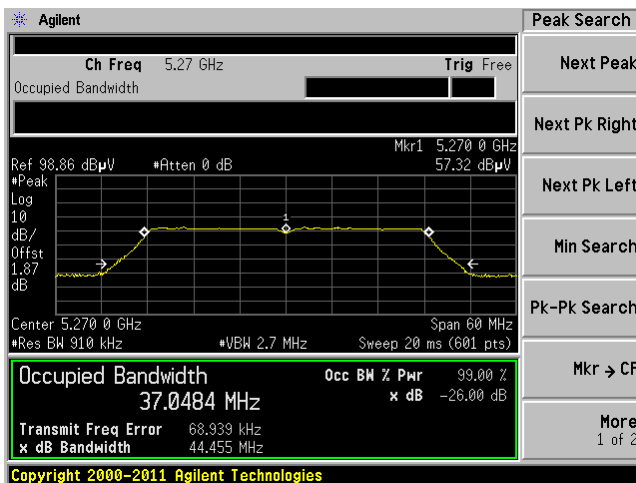 Agilent
Peak Search
Ch Freq 5.27 GHz Trig Free
Occupied Bandwidth
Next Peak
Next Pk Right
Next Pk Left
Min Search
Pk-Pk Search
Mkr → CF
More
1 of 2
Mkr1 5.270 0 GHz
Ref 98.86 dBµV #Atten 0 dB 57.32 dBµV
#Peak
Log
10
dB/
Offst
1.87
dB
1
Center 5.270 0 GHz Span 60 MHz
#Res BW 910 kHz #VBW 2.7 MHz Sweep 20 ms (601 pts)
Occupied Bandwidth Occ BW % Pwr 99.00 %
37.0484 MHz x dB -26.00 dB
Transmit Freq Error 68.939 kHz
x dB Bandwidth 44.455 MHz
Copyright 2000-2011 Agilent Technologies